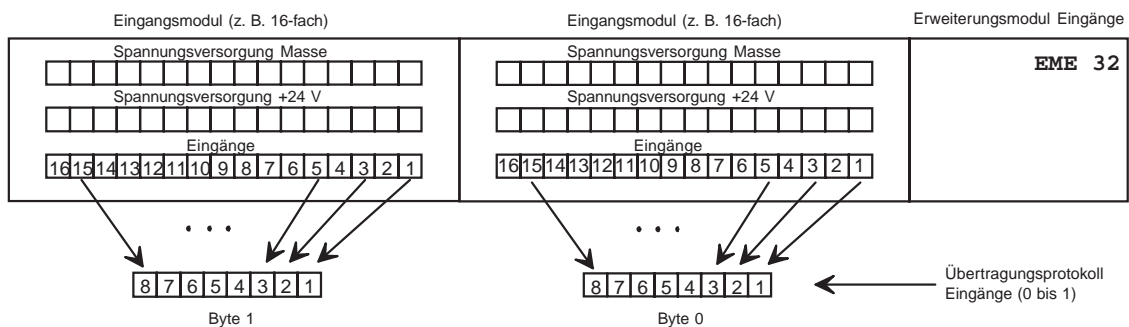 Eingangsmodul (z. B. 16-fach) Eingangsmodul (z. B. 16-fach) Erweiterungsmodul Eingänge
Spannungsversorgung Masse Spannungsversorgung Masse EME 32
Spannungsversorgung +24 V Spannungsversorgung +24 V
Eingänge Eingänge
16 15 14 13 12 11 10 9 8 7 6 5 4 3 2 1 16 15 14 13 12 11 10 9 8 7 6 5 4 3 2 1
. . . . . .
8 7 6 5 4 3 2 1 8 7 6 5 4 3 2 1 Übertragungsprotokoll
Eingänge (0 bis 1)
Byte 1 Byte 0